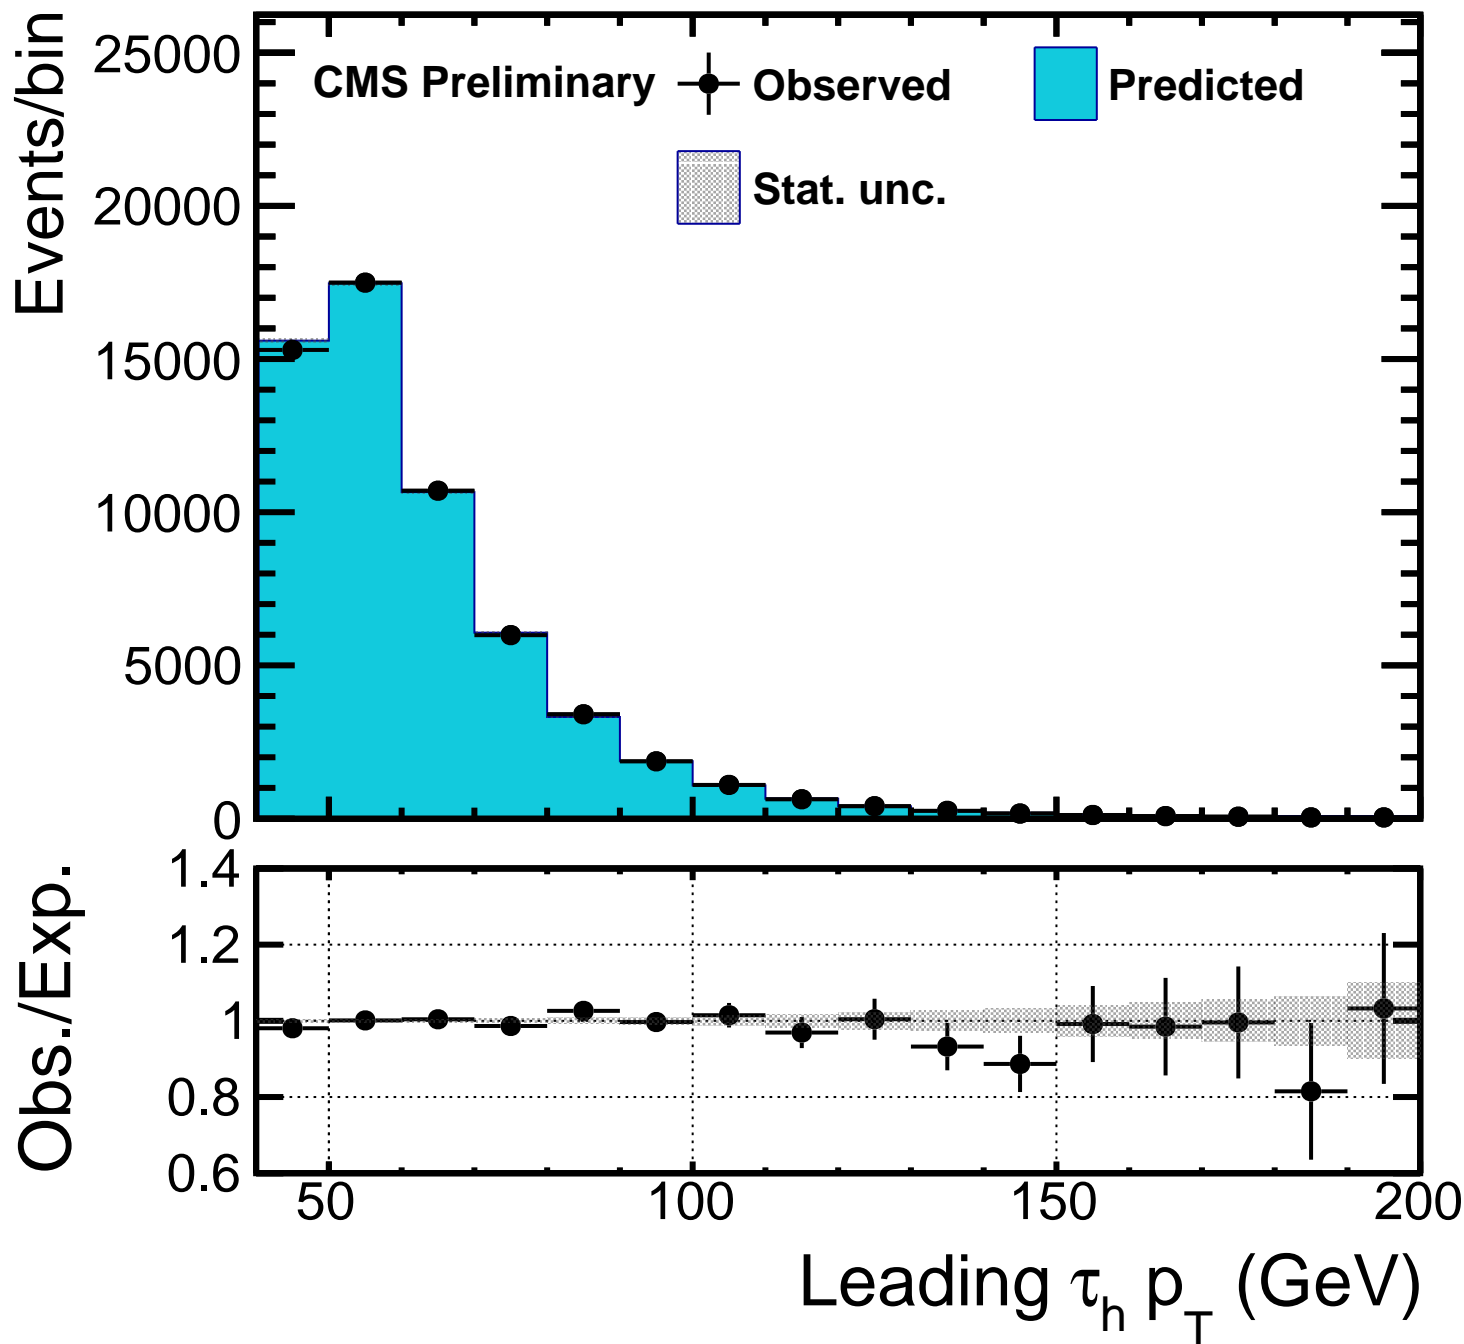 Events/bin
25000
20000
15000
10000
5000
0
CMS Preliminary
Observed
Predicted
Stat. unc.
Obs./Exp.
1.4
1.2
1
0.8
0.6
50
100
150
200
Leading τh pT (GeV)